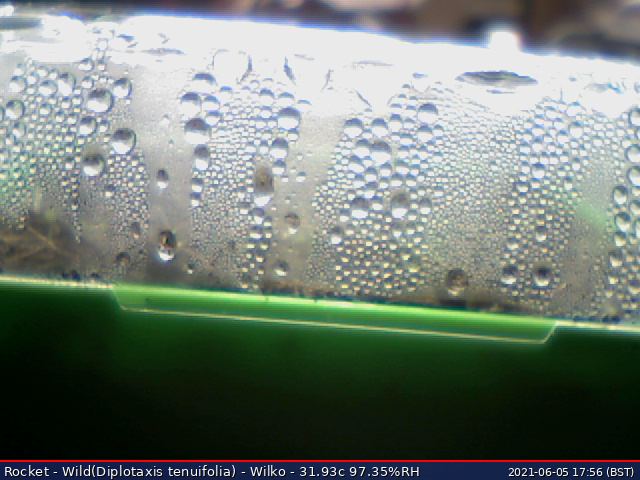 Rocket - Wild(Diplotaxis tenuifolia) - Wilko - 31.93c 97.35%RH
2021-06-05 17:56 (BST)